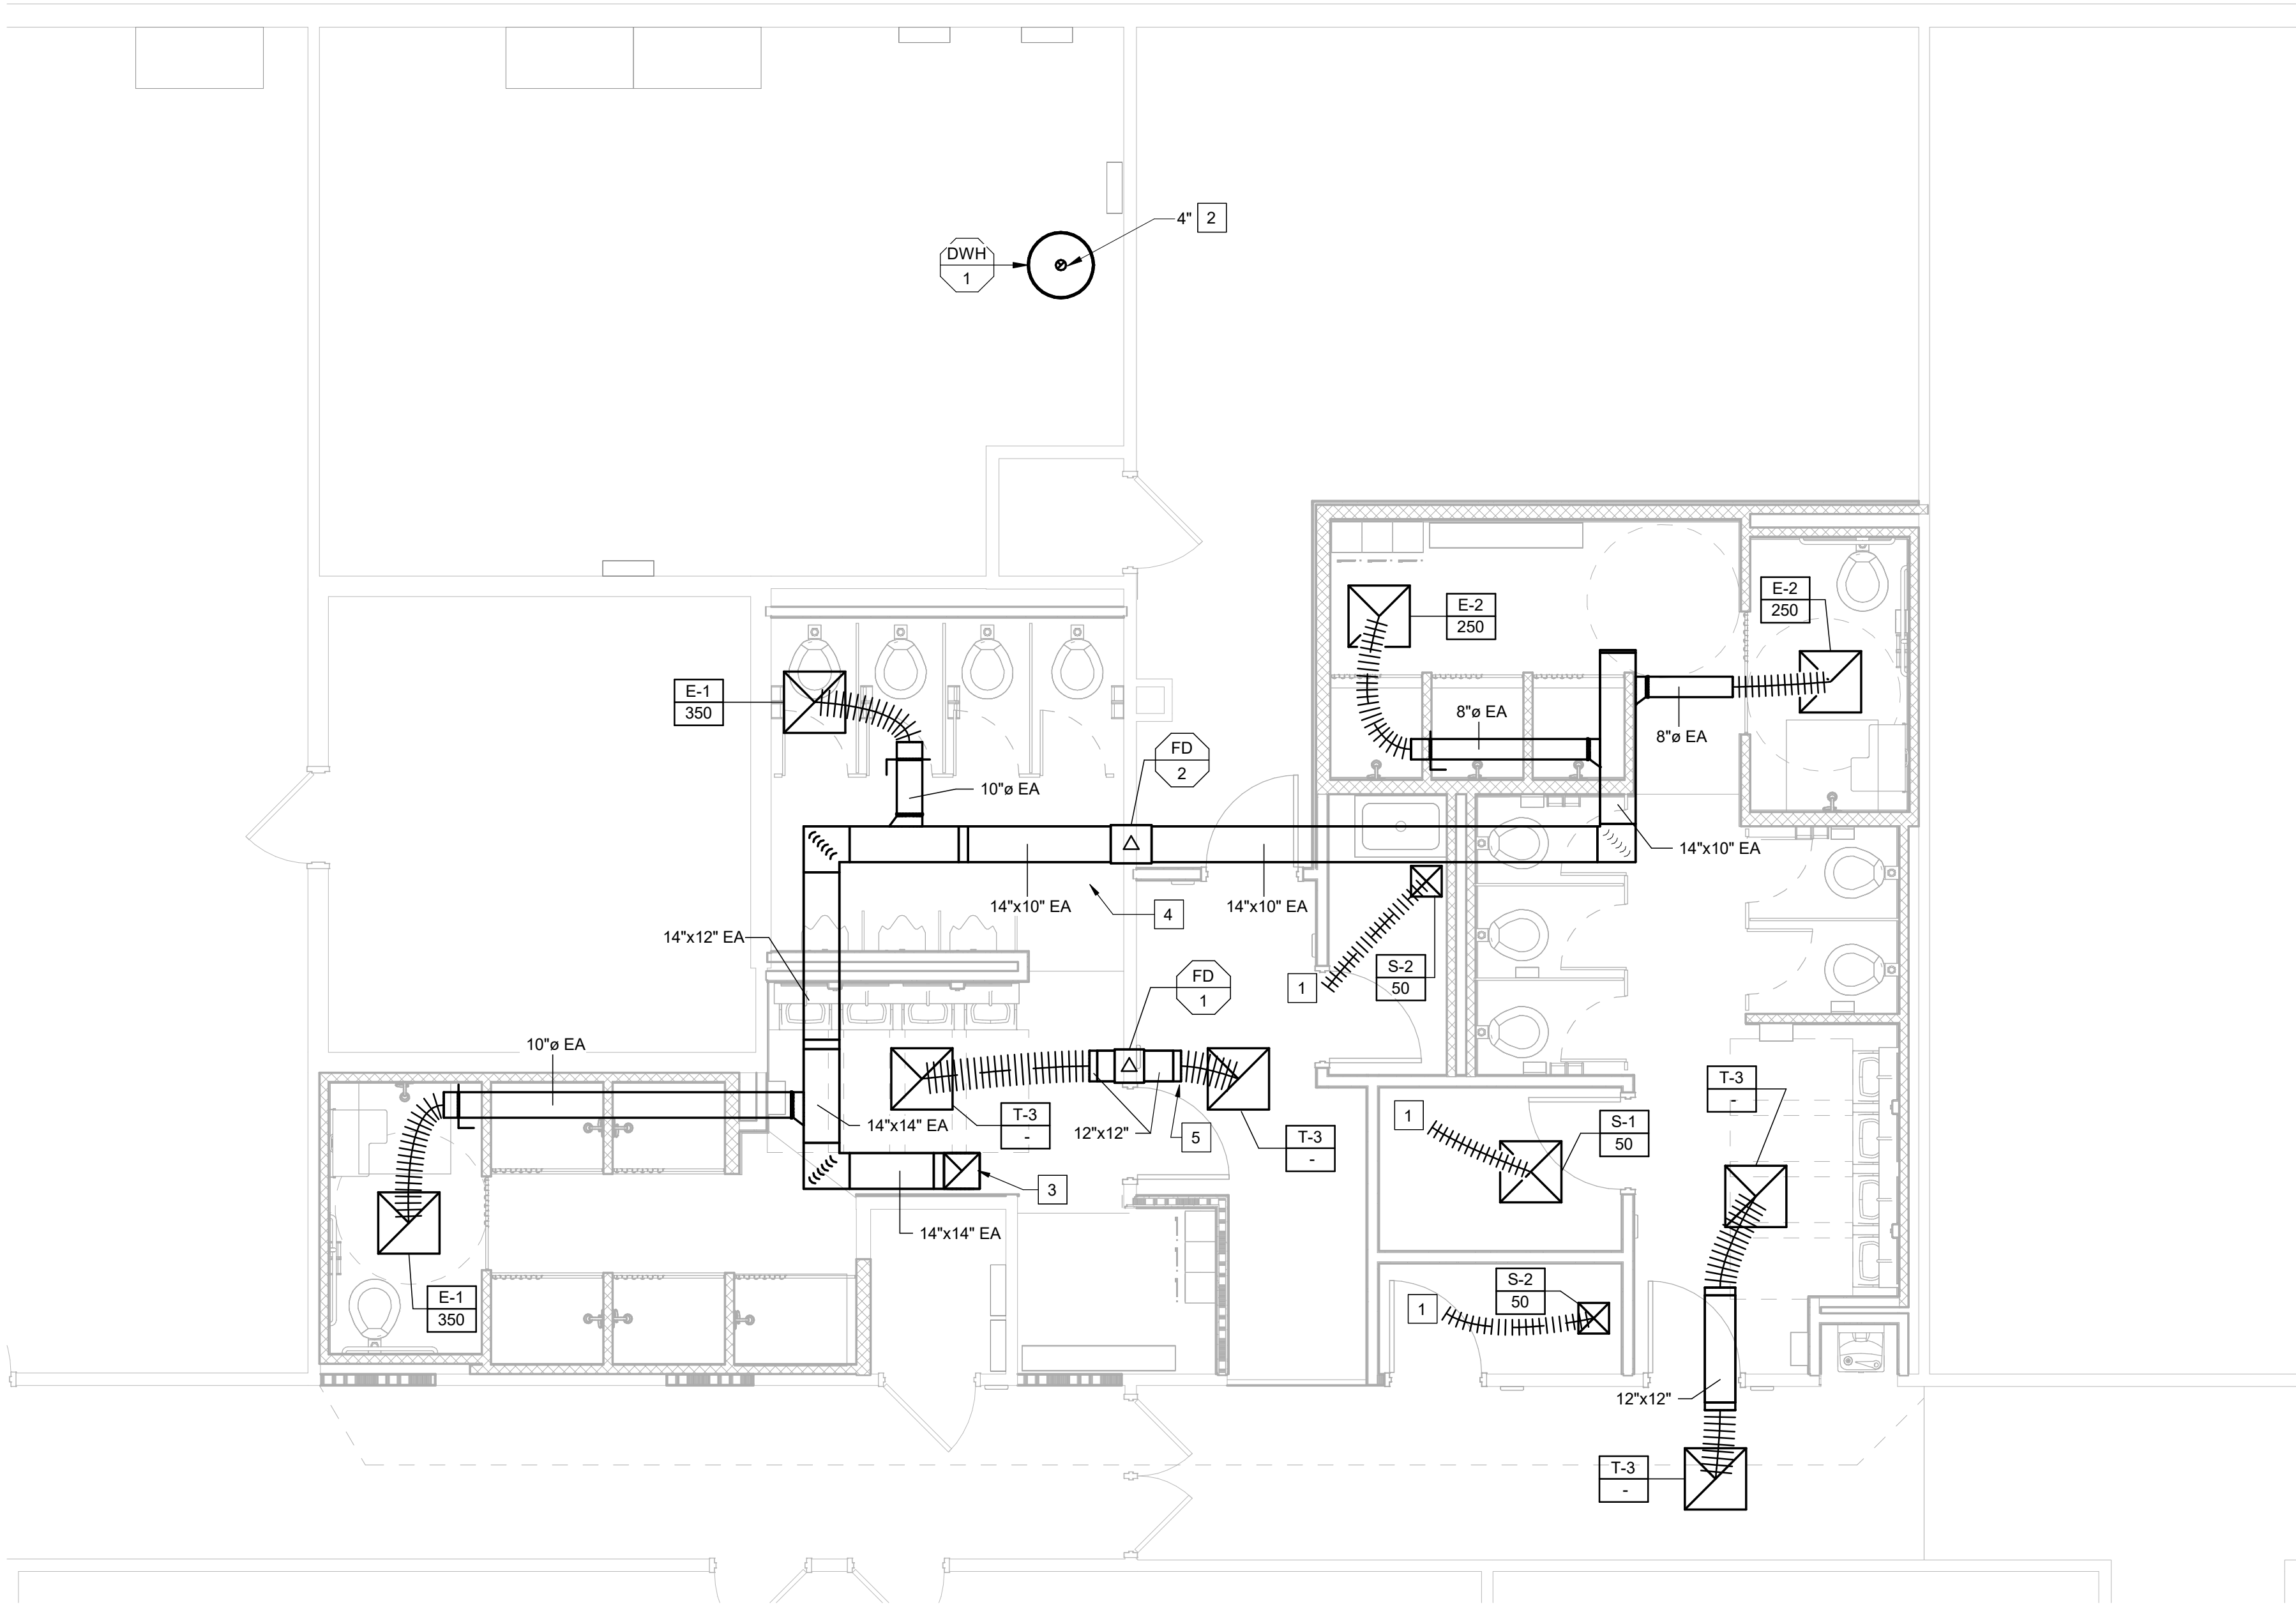 4" 2
DWH
1
E-2
250
E-2
250
E-1
350
8"ø EA
8"ø EA
FD
2
10"ø EA
14"x10" EA
14"x10" EA
14"x10" EA
4
14"x12" EA
S-2
50
1
FD
1
10"ø EA
T-3
-
T-3
-
14"x14" EA
12"x12"
5
T-3
-
1
S-1
50
3
14"x14" EA
E-1
350
S-2
50
1
12"x12"
T-3
-